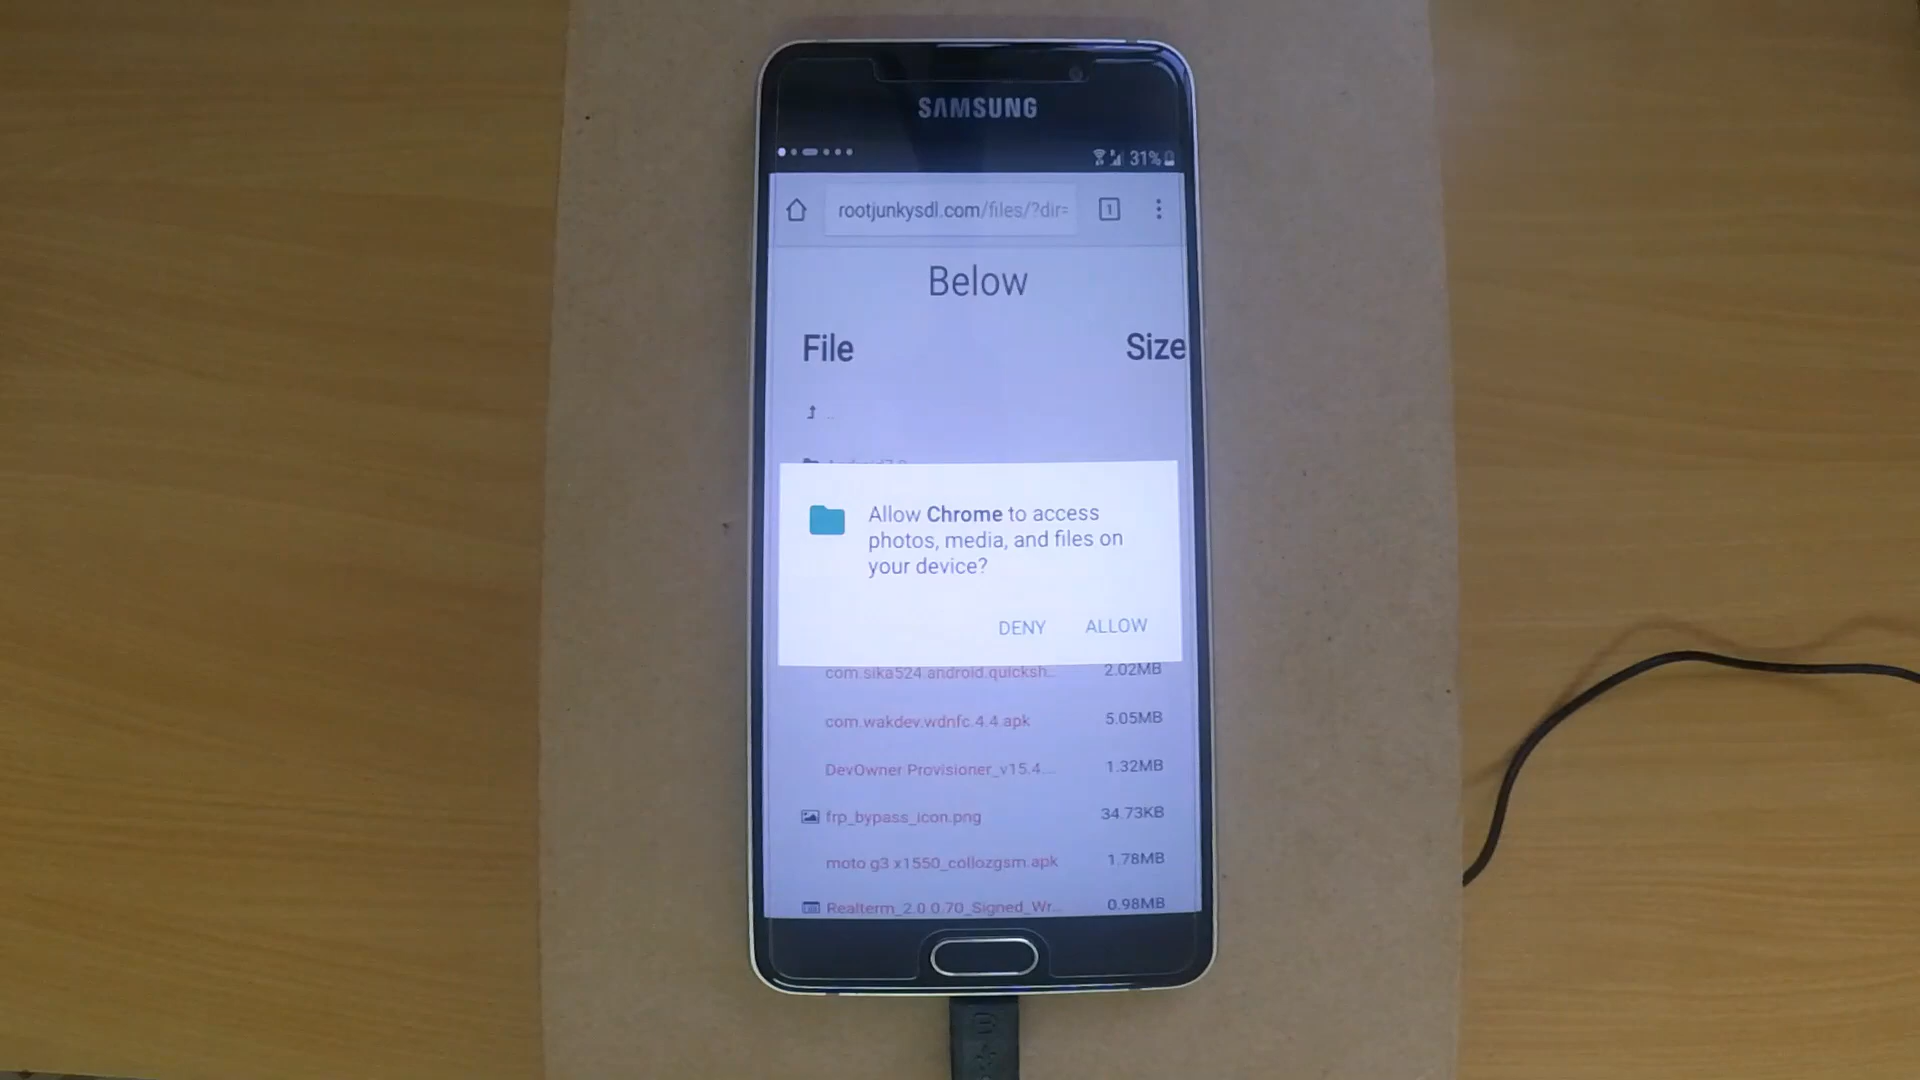 SAMSUNG
31%
rootjunkysdl.com/files/?dir=
1
Below
File Size
..
Allow Chrome to access
photos, media, and files on
your device?
DENY ALLOW
com.sika524.android.quicksh... 2.02MB
com.wakdev.wdnfc.4.4.apk 5.05MB
DevOwner Provisioner_v15.4... 1.32MB
frp_bypass_icon.png 34.73KB
moto g3 x1550_collozgsm.apk 1.78MB
Realterm_2.0.0.70_Signed_Wr... 0.98MB